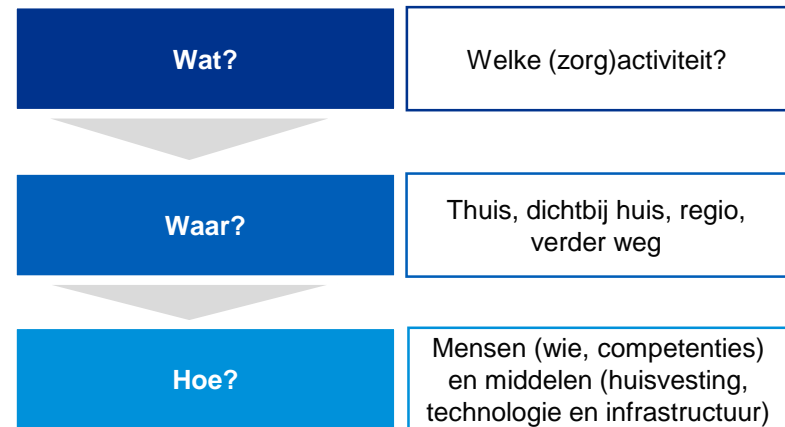 Wat?
Welke (zorg)activiteit?
Waar?
Thuis, dichtbij huis, regio,
verder weg
Hoe?
Mensen (wie, competenties)
en middelen (huisvesting,
technologie en infrastructuur)